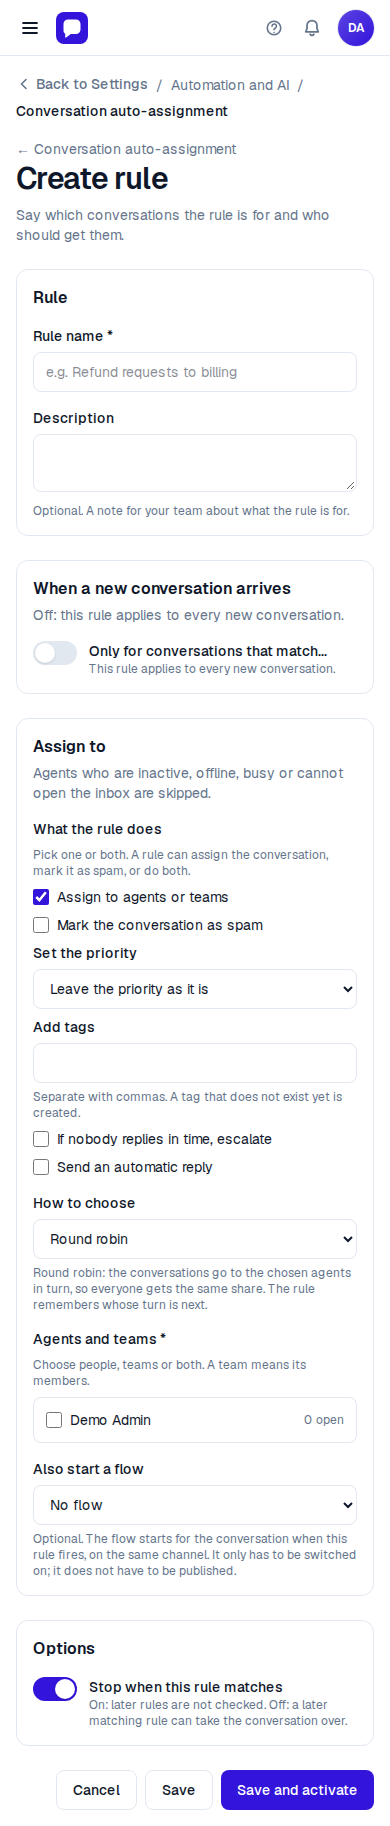 DA
Back to Settings / Automation and AI /
Conversation auto-assignment
← Conversation auto-assignment
Create rule
Say which conversations the rule is for and who
should get them.
Rule
Rule name *
e.g. Refund requests to billing
Description
Optional. A note for your team about what the rule is for.
When a new conversation arrives
Off: this rule applies to every new conversation.
Only for conversations that match...
This rule applies to every new conversation.
Assign to
Agents who are inactive, offline, busy or cannot
open the inbox are skipped.
What the rule does
Pick one or both. A rule can assign the conversation,
mark it as spam, or do both.
Assign to agents or teams
Mark the conversation as spam
Set the priority
Leave the priority as it is
Add tags
Separate with commas. A tag that does not exist yet is
created.
If nobody replies in time, escalate
Send an automatic reply
How to choose
Round robin
Round robin: the conversations go to the chosen agents
in turn, so everyone gets the same share. The rule
remembers whose turn is next.
Agents and teams *
Choose people, teams or both. A team means its
members.
Demo Admin 0 open
Also start a flow
No flow
Optional. The flow starts for the conversation when this
rule fires, on the same channel. It only has to be switched
on; it does not have to be published.
Options
Stop when this rule matches
On: later rules are not checked. Off: a later
matching rule can take the conversation over.
Cancel Save Save and activate